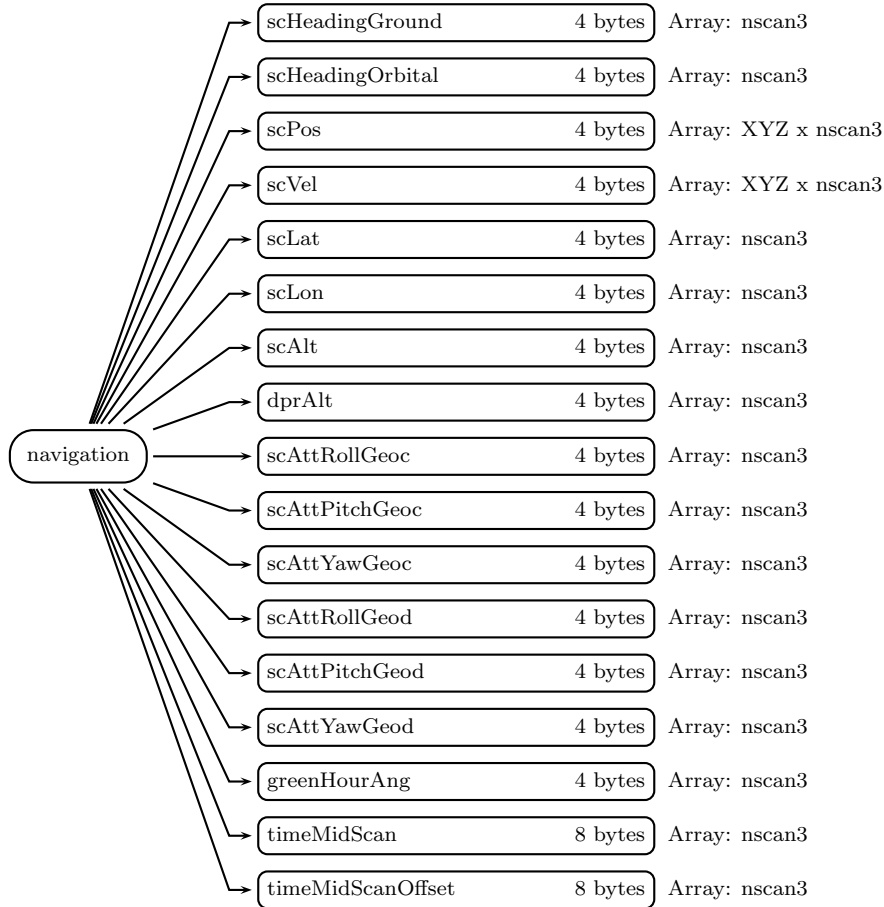 scHeadingGround 4 bytes Array: nscan3
scHeadingOrbital 4 bytes Array: nscan3
scPos 4 bytes Array: XYZ x nscan3
scVel 4 bytes Array: XYZ x nscan3
scLat 4 bytes Array: nscan3
scLon 4 bytes Array: nscan3
scAlt 4 bytes Array: nscan3
dprAlt 4 bytes Array: nscan3
navigation scAttRollGeoc 4 bytes Array: nscan3
scAttPitchGeoc 4 bytes Array: nscan3
scAttYawGeoc 4 bytes Array: nscan3
scAttRollGeod 4 bytes Array: nscan3
scAttPitchGeod 4 bytes Array: nscan3
scAttYawGeod 4 bytes Array: nscan3
greenHourAng 4 bytes Array: nscan3
timeMidScan 8 bytes Array: nscan3
timeMidScanOffset 8 bytes Array: nscan3